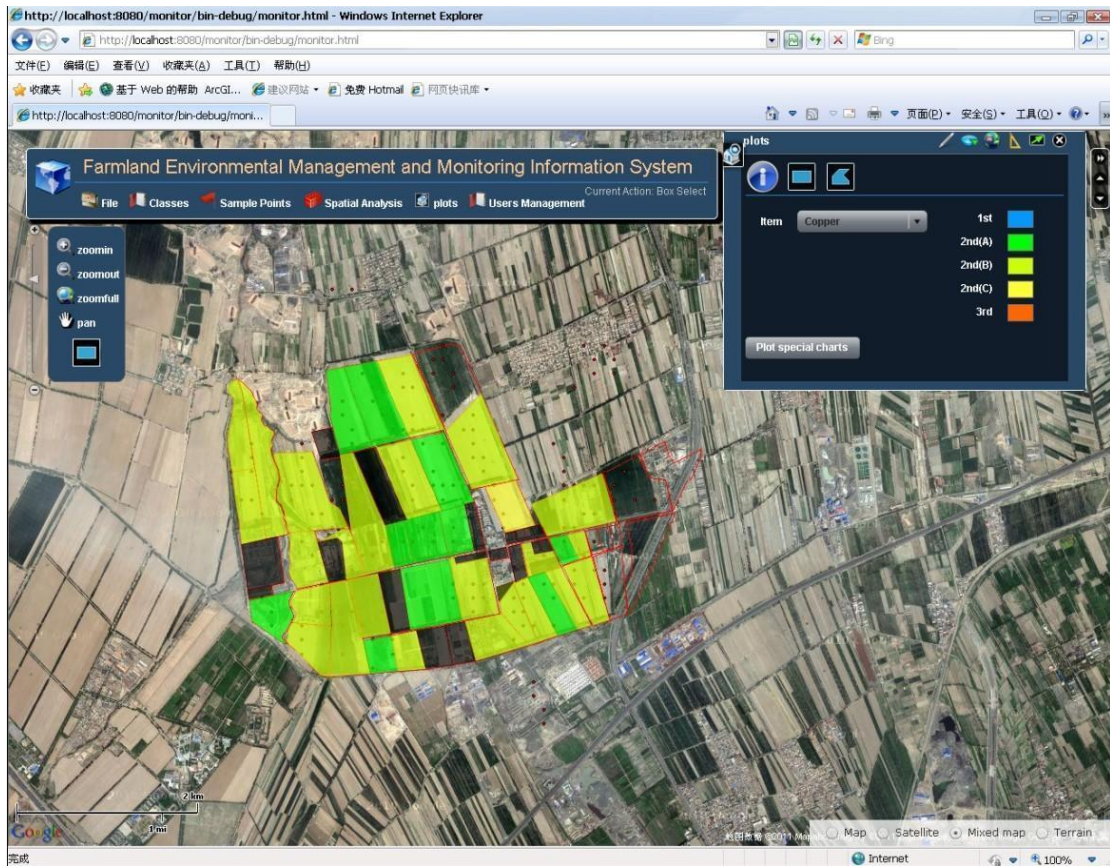 http://localhost:8080/monitor/bin-debug/monitor.html - Windows Internet Explorer
http://localhost:8080/monitor/bin-debug/monitor.html
Bing
文件(F) 编辑(E) 查看(V) 收藏夹(A) 工具(T) 帮助(H)
收藏夹 基于 Web 的帮助 ArcGI... 建议网站 免费 Hotmail 网页快讯库
http://localhost:8080/monitor/bin-debug/moni...
页面(P) 安全(S) 工具(O)
plots
Farmland Environmental Management and Monitoring Information System
Current Action: Box Select
File Classes Sample Points Spatial Analysis plots Users Management
Item Copper
1st
2nd(A)
2nd(B)
2nd(C)
3rd
Plot special charts
zoomin
zoomout
zoomfull
pan
2 km
1 mi
Google
地图数据 ©2011
Map Satellite Mixed map Terrain
完成 Internet 100%